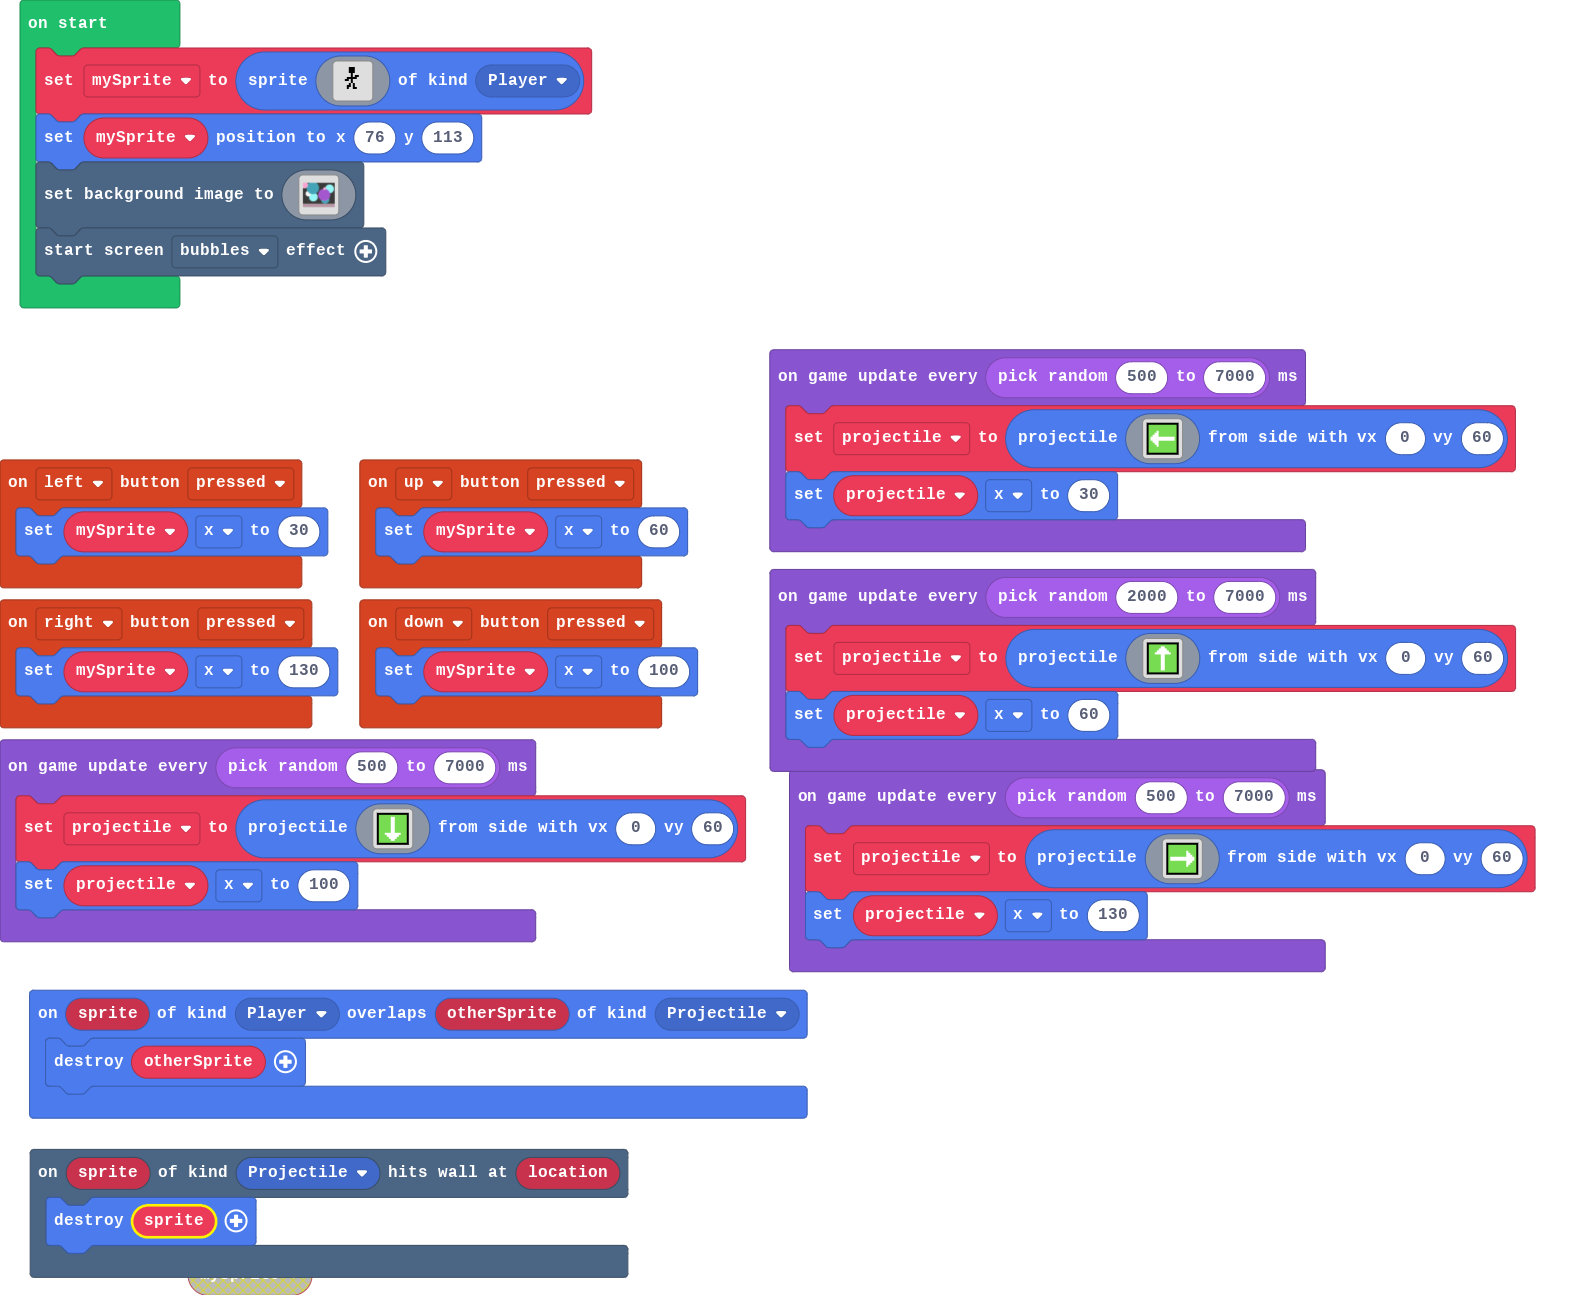 on start
set mySprite to sprite of kind Player
set mySprite position to x 76 y 113
set background image to
start screen bubbles effect
on left button pressed
set mySprite x to 30
on up button pressed
set mySprite x to 60
on right button pressed
set mySprite x to 130
on down button pressed
set mySprite x to 100
on game update every pick random 500 to 7000 ms
set projectile to projectile from side with vx 0 vy 60
set projectile x to 30
on game update every pick random 2000 to 7000 ms
set projectile to projectile from side with vx 0 vy 60
set projectile x to 60
on game update every pick random 500 to 7000 ms
set projectile to projectile from side with vx 0 vy 60
set projectile x to 100
on game update every pick random 500 to 7000 ms
set projectile to projectile from side with vx 0 vy 60
set projectile x to 130
on sprite of kind Player overlaps otherSprite of kind Projectile
destroy otherSprite
on sprite of kind Projectile hits wall at location
destroy sprite